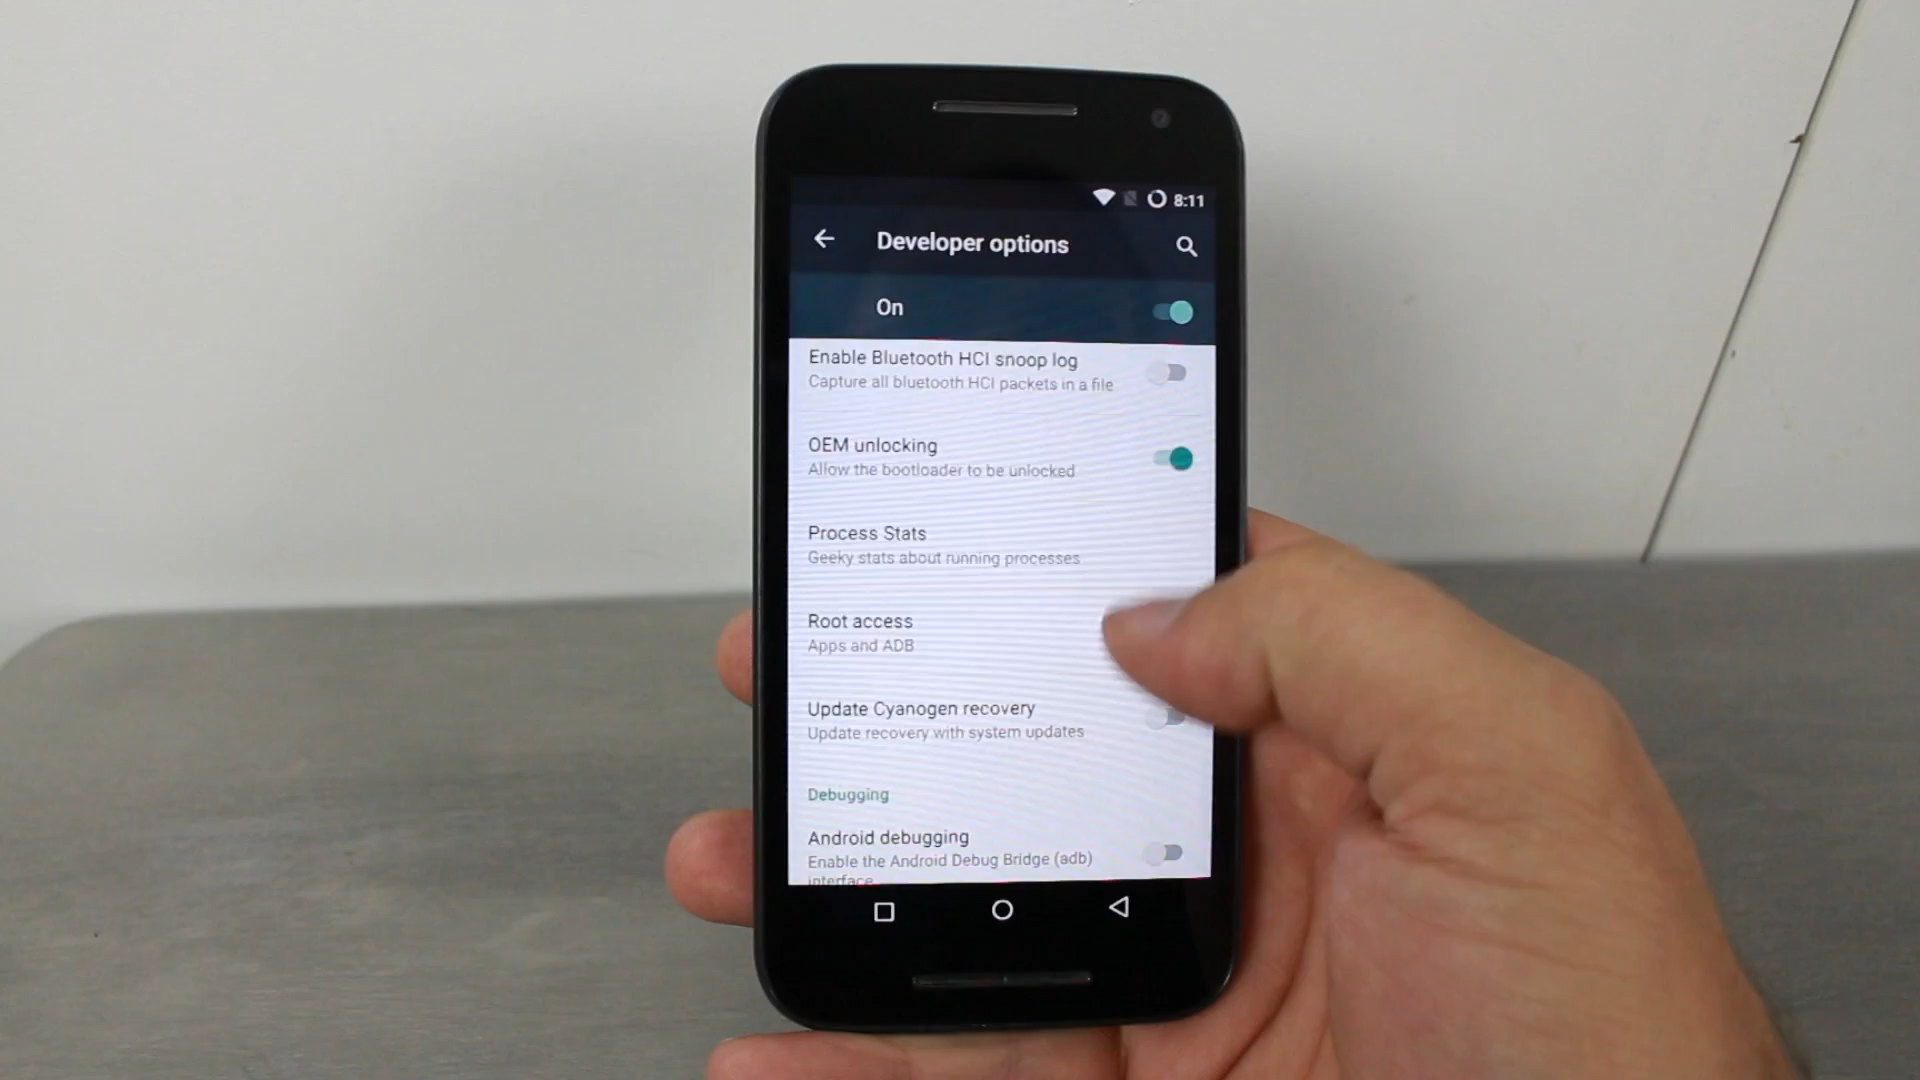 8:11
Developer options
On
Enable Bluetooth HCI snoop log
Capture all bluetooth HCI packets in a file
OEM unlocking
Allow the bootloader to be unlocked
Process Stats
Geeky stats about running processes
Root access
Apps and ADB
Update Cyanogen recovery
Update recovery with system updates
Debugging
Android debugging
Enable the Android Debug Bridge (adb)
interface